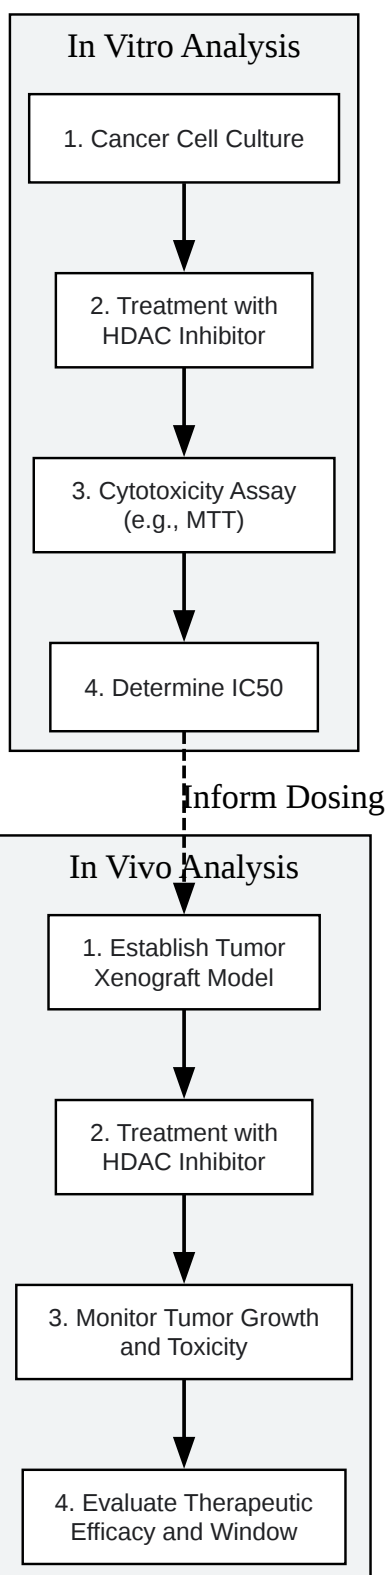 In Vitro Analysis
1. Cancer Cell Culture
2. Treatment with
HDAC Inhibitor
3. Cytotoxicity Assay
(e.g., MTT)
4. Determine IC50
Inform Dosing
In Vivo Analysis
1. Establish Tumor
Xenograft Model
2. Treatment with
HDAC Inhibitor
3. Monitor Tumor Growth
and Toxicity
4. Evaluate Therapeutic
Efficacy and Window